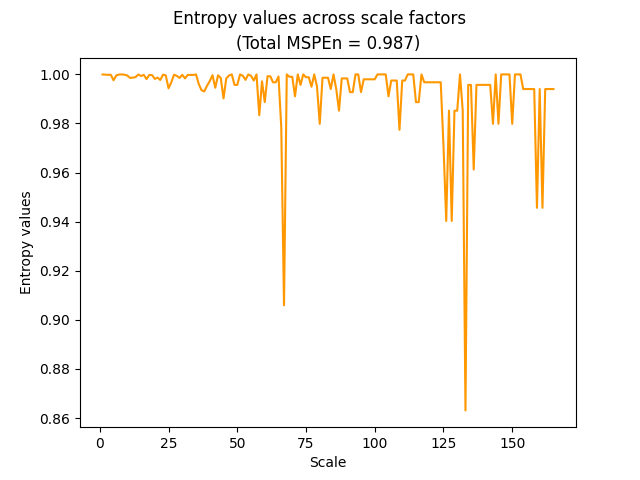 Entropy values across scale factors
(Total MSPEn = 0.987)
1.00
0.98
0.96
0.94
0.92
0.90
0.88
0.86
Entropy values
0 25 50 75 100 125 150
Scale